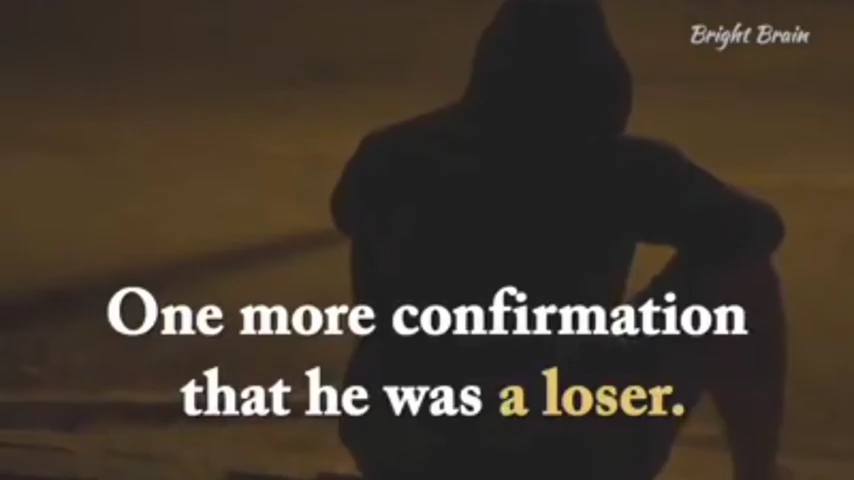 Bright Brain
One more confirmation
that he was a loser.